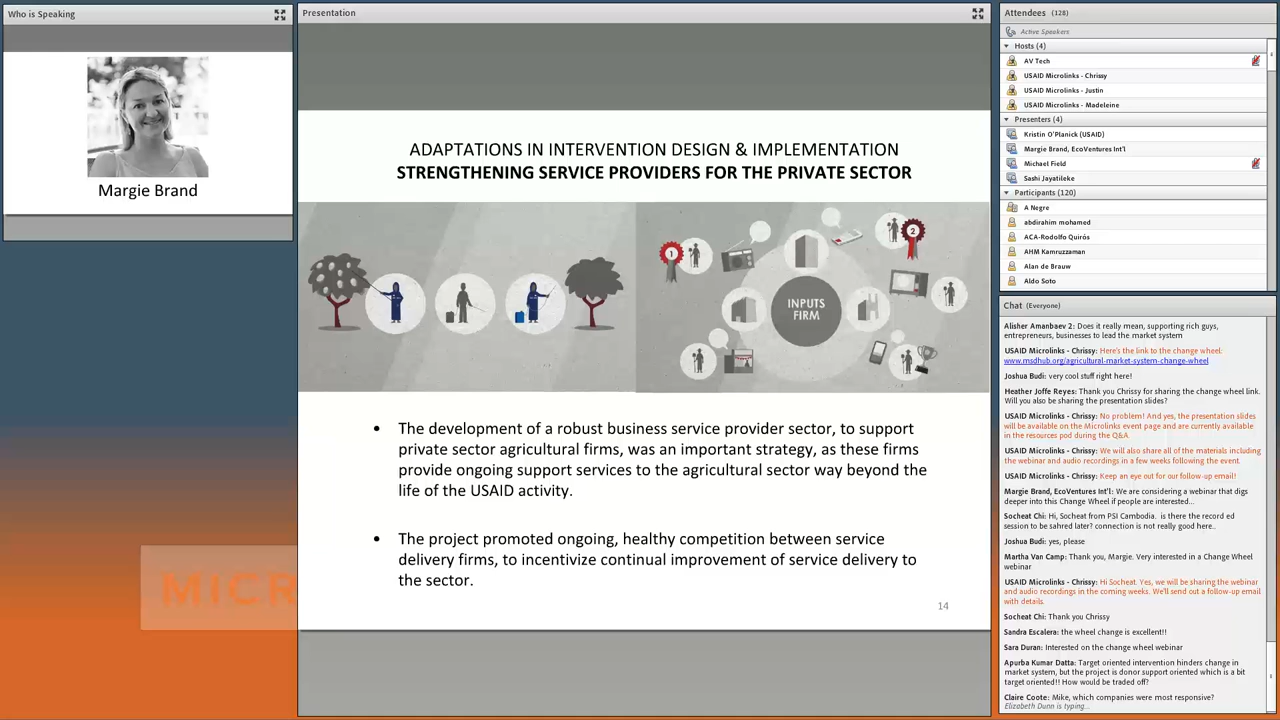 Who is Speaking
Margie Brand
Presentation
ADAPTATIONS IN INTERVENTION DESIGN & IMPLEMENTATION
STRENGTHENING SERVICE PROVIDERS FOR THE PRIVATE SECTOR
1
2
INPUTS
FIRM
• The development of a robust business service provider sector, to support
private sector agricultural firms, was an important strategy, as these firms
provide ongoing support services to the agricultural sector way beyond the
life of the USAID activity.
• The project promoted ongoing, healthy competition between service
delivery firms, to incentivize continual improvement of service delivery to
the sector.
14
MICR
Attendees (128)
Active Speakers
Hosts (4)
AV Tech
USAID Microlinks - Chrissy
USAID Microlinks - Justin
USAID Microlinks - Madeleine
Presenters (4)
Kristin O'Planick (USAID)
Margie Brand, EcoVentures Int'l
Michael Field
Sashi Jayatileke
Participants (120)
A Negre
abdirahim mohamed
ACA-Rodolfo Quirós
AHM Kamruzzaman
Alan de Brauw
Aldo Soto
Chat (Everyone)
Alisher Amanbaev 2: Does it really mean, supporting rich guys,
entrepreneurs, businesses to lead the market system
USAID Microlinks - Chrissy: Here's the link to the change wheel:
www.msdhub.org/agricultural-market-system-change-wheel
Joshua Budi: very cool stuff right here!
Heather Joffe Reyes: Thank you Chrissy for sharing the change wheel link.
Will you also be sharing the presentation slides?
USAID Microlinks - Chrissy: No problem! And yes, the presentation slides
will be available on the Microlinks event page and are currently available
in the resources pod during the Q&A.
USAID Microlinks - Chrissy: We will also share all of the materials including
the webinar and audio recordings in a few weeks following the event.
USAID Microlinks - Chrissy: Keep an eye out for our follow-up email!
Margie Brand, EcoVentures Int'l: We are considering a webinar that digs
deeper into this Change Wheel if people are interested...
Socheat Chi: Hi, Socheat from PSI Cambodia. is there the record ed
session to be sahred later? connection is not really good here..
Joshua Budi: yes, please
Martha Van Camp: Thank you, Margie. Very interested in a Change Wheel
webinar
USAID Microlinks - Chrissy: Hi Socheat. Yes, we will be sharing the webinar
and audio recordings in the coming weeks. We'll send out a follow-up email
with details.
Socheat Chi: Thank you Chrissy
Sandra Escalera: the wheel change is excellent!!
Sara Duran: Interested on the change wheel webinar
Apurba Kumar Datta: Target oriented intervention hinders change in
market system, but the project is donor support oriented which is a bit
target oriented!! How would be traded off?
Claire Coote: Mike, which companies were most responsive?
Elizabeth Dunn is typing...